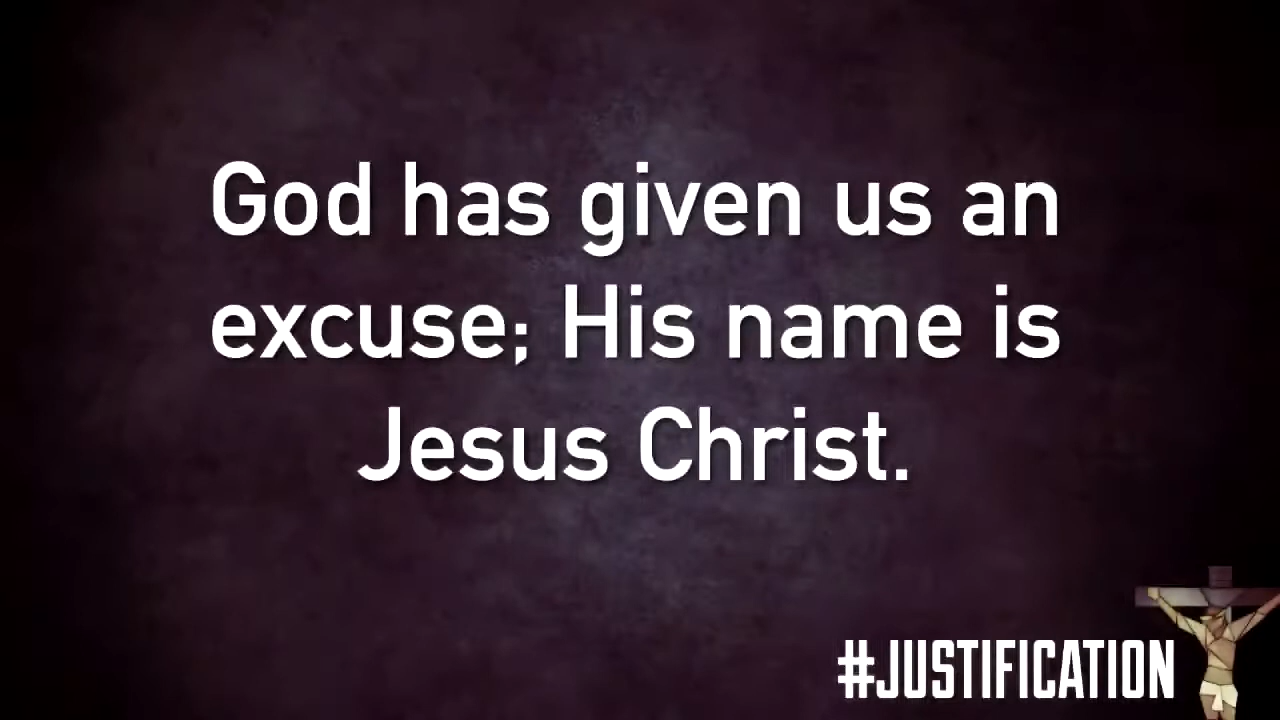 God has given us an
excuse; His name is
Jesus Christ.
#JUSTIFICATION